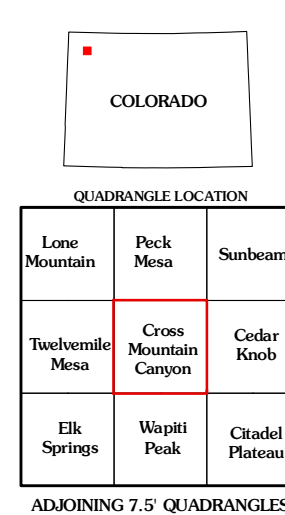 COLORADO
QUADRANGLE LOCATION
Lone
Mountain
Peck
Mesa
Sunbeam
Twelvemile
Mesa
Cross
Mountain
Canyon
Cedar
Knob
Elk
Springs
Wapiti
Peak
Citadel
Plateau
ADJOINING 7.5' QUADRANGLES